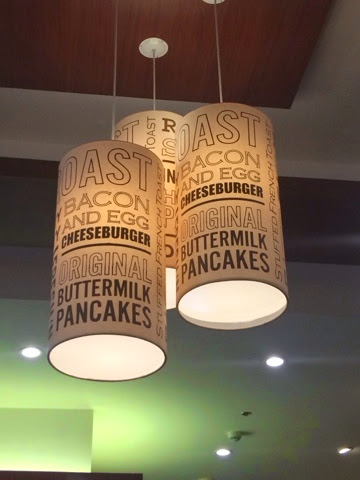 OAST
BACON
AND EGG
CHEESEBURGER
ORIGINAL
BUTTERMILK
PANCAKES
TOAST
R
OAST
BACON
AND EGG
CHEESEBURGER
ORIGINAL
BUTTERMILK
PANCAKES
STUFFED FRENCH TOAST